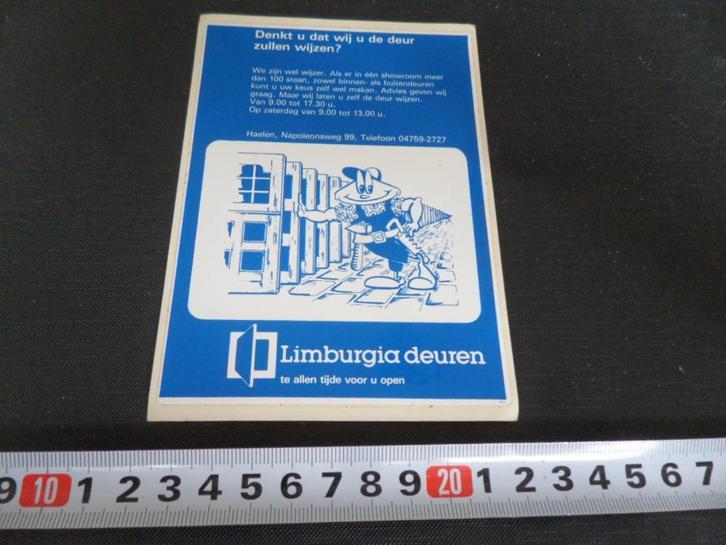 Denkt u dat wij u de deur
zullen wijzen?
We zijn wel wijzer. Als er in één showroom meer
dan 100 staan, zowel binnen- als buitendeuren
kunt u uw keus zelf wel maken. Advies geven wij
graag. Maar wij laten u zelf de deur wijzen.
Van 9.00 tot 17.30 u.
Op zaterdag van 9.00 tot 13.00 u.
Haelen, Napoleonsweg 99, Telefoon 04759-2727
Limburgia deuren
te allen tijde voor u open
9 10 1 2 3 4 5 6 7 8 9 20 1 2 3 4 5 6 7